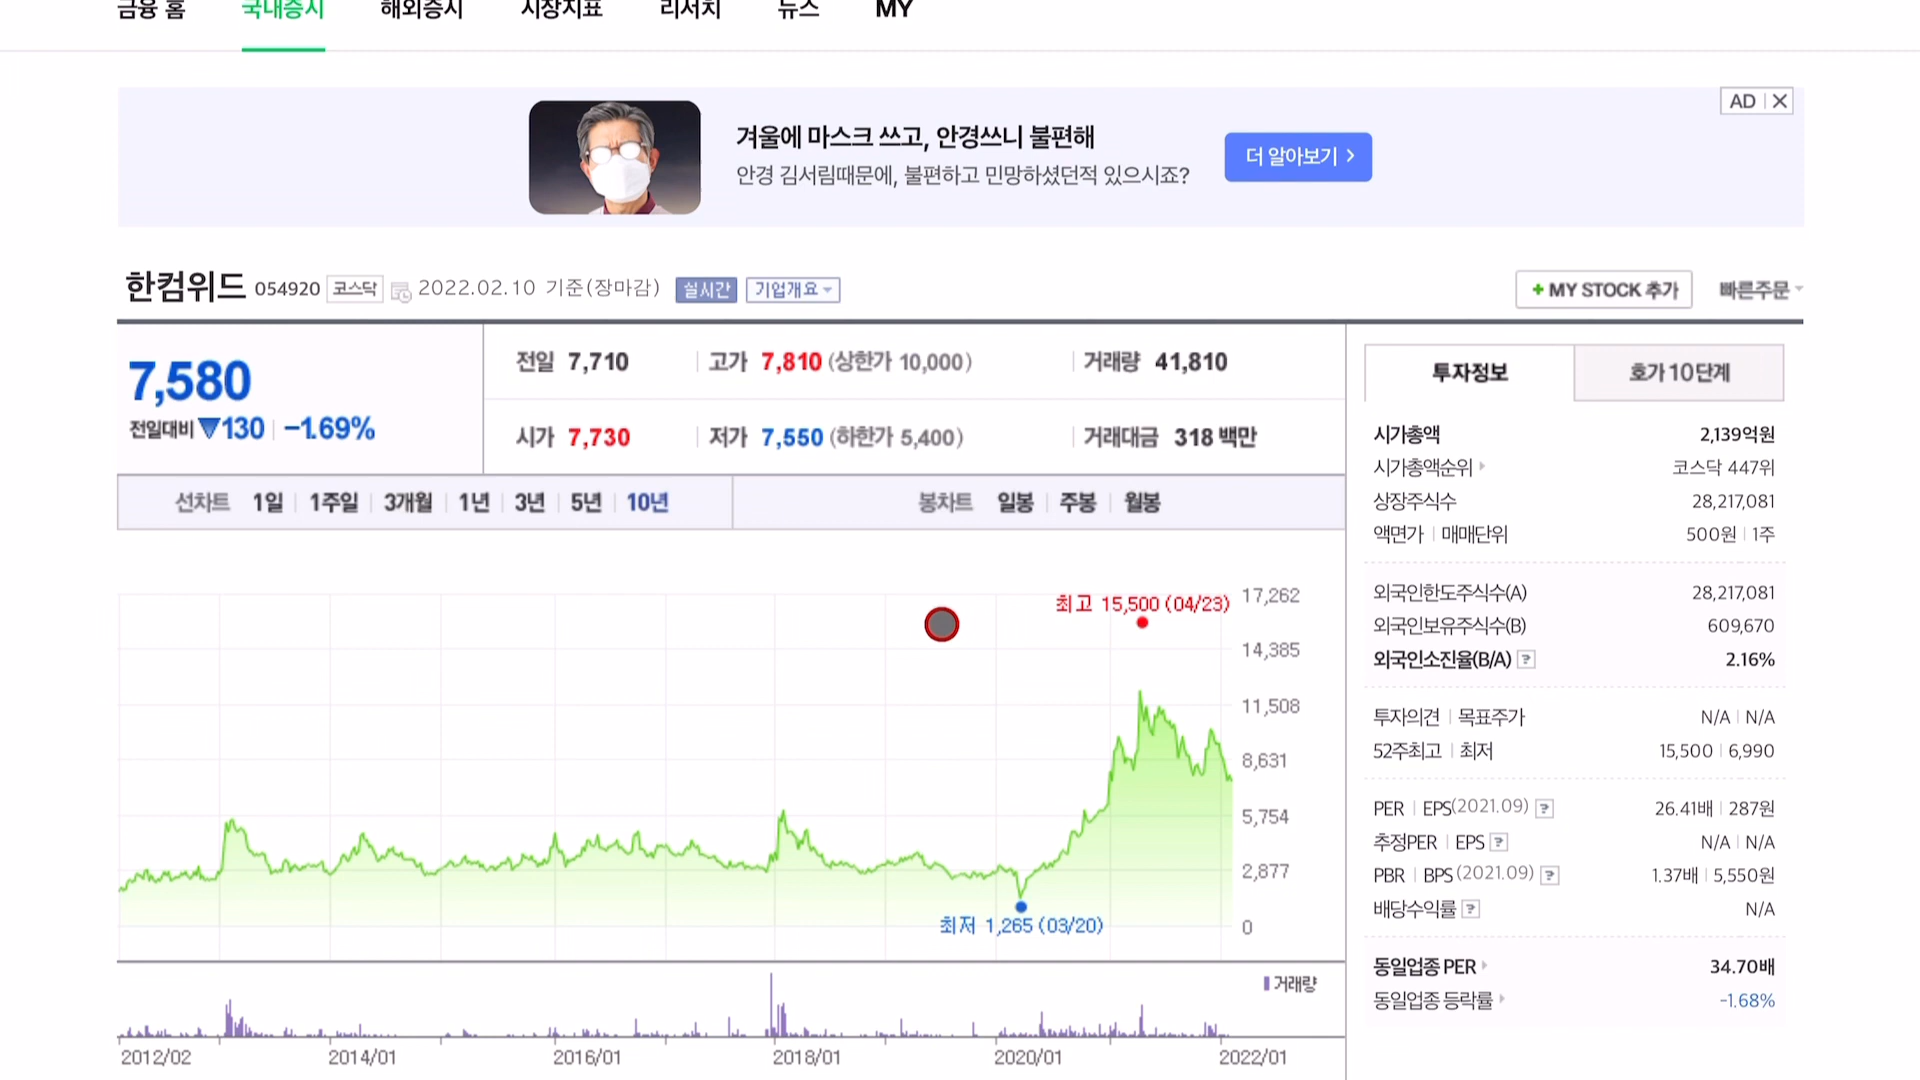 금융 홈 국내증시 해외증시 시장지표 리서치 뉴스 MY
AD
겨울에 마스크 쓰고, 안경쓰니 불편해
안경 김서림때문에, 불편하고 민망하셨던적 있으시죠?
더 알아보기
한컴위드 054920 코스닥 2022.02.10 기준(장마감) 실시간 기업개요
+ MY STOCK 추가 빠른주문
7,580
전일대비 ▼130 -1.69%
전일 7,710 고가 7,810 (상한가 10,000) 거래량 41,810
시가 7,730 저가 7,550 (하한가 5,400) 거래대금 318 백만
선차트 1일 1주일 3개월 1년 3년 5년 10년
봉차트 일봉 주봉 월봉
최고 15,500 (04/23)
17,262
14,385
11,508
8,631
5,754
2,877
0
최저 1,265 (03/20)
거래량
2012/02 2014/01 2016/01 2018/01 2020/01 2022/01
투자정보 호가 10단계
시가총액 2,139억원
시가총액순위 코스닥 447위
상장주식수 28,217,081
액면가 매매단위 500원 1주
외국인한도주식수(A) 28,217,081
외국인보유주식수(B) 609,670
외국인소진율(B/A) ? 2.16%
투자의견 목표주가 N/A N/A
52주최고 최저 15,500 6,990
PER EPS(2021.09) ? 26.41배 287원
추정PER EPS ? N/A N/A
PBR BPS (2021.09) ? 1.37배 5,550원
배당수익률 ? N/A
동일업종 PER 34.70배
동일업종 등락률 -1.68%